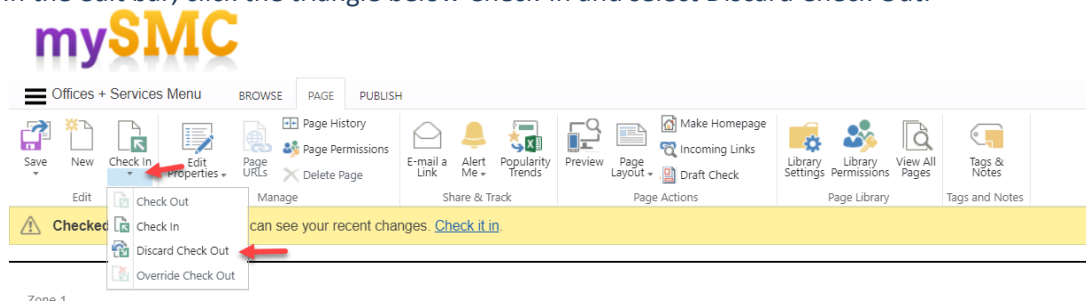 In the edit bar, click the triangle below Check In and select Discard Check Out.
mySMC
Offices + Services Menu BROWSE PAGE PUBLISH
Save
New
Check In
Edit Properties
Page URLs
Page History
Page Permissions
Delete Page
E-mail a Link
Alert Me
Popularity Trends
Preview
Page Layout
Make Homepage
Incoming Links
Draft Check
Library Settings
Library Permissions
View All Pages
Tags & Notes
Edit
Manage
Share & Track
Page Actions
Page Library
Tags and Notes
Check Out
Check In
Discard Check Out
Override Check Out
Checked can see your recent changes. Check it in.
Zone 1